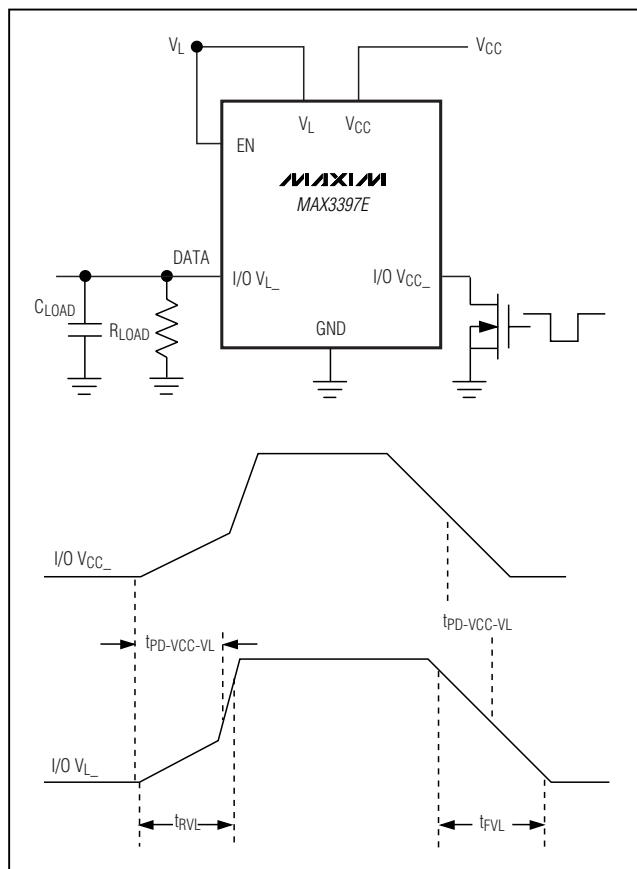 VL
VCC
VL VCC
EN
MAXIM
MAX3397E
DATA
I/O VL_
I/O VCC_
CLOAD
RLOAD
GND
I/O VCC_
tPD-VCC-VL
tPD-VCC-VL
I/O VL_
tRVL
tFVL